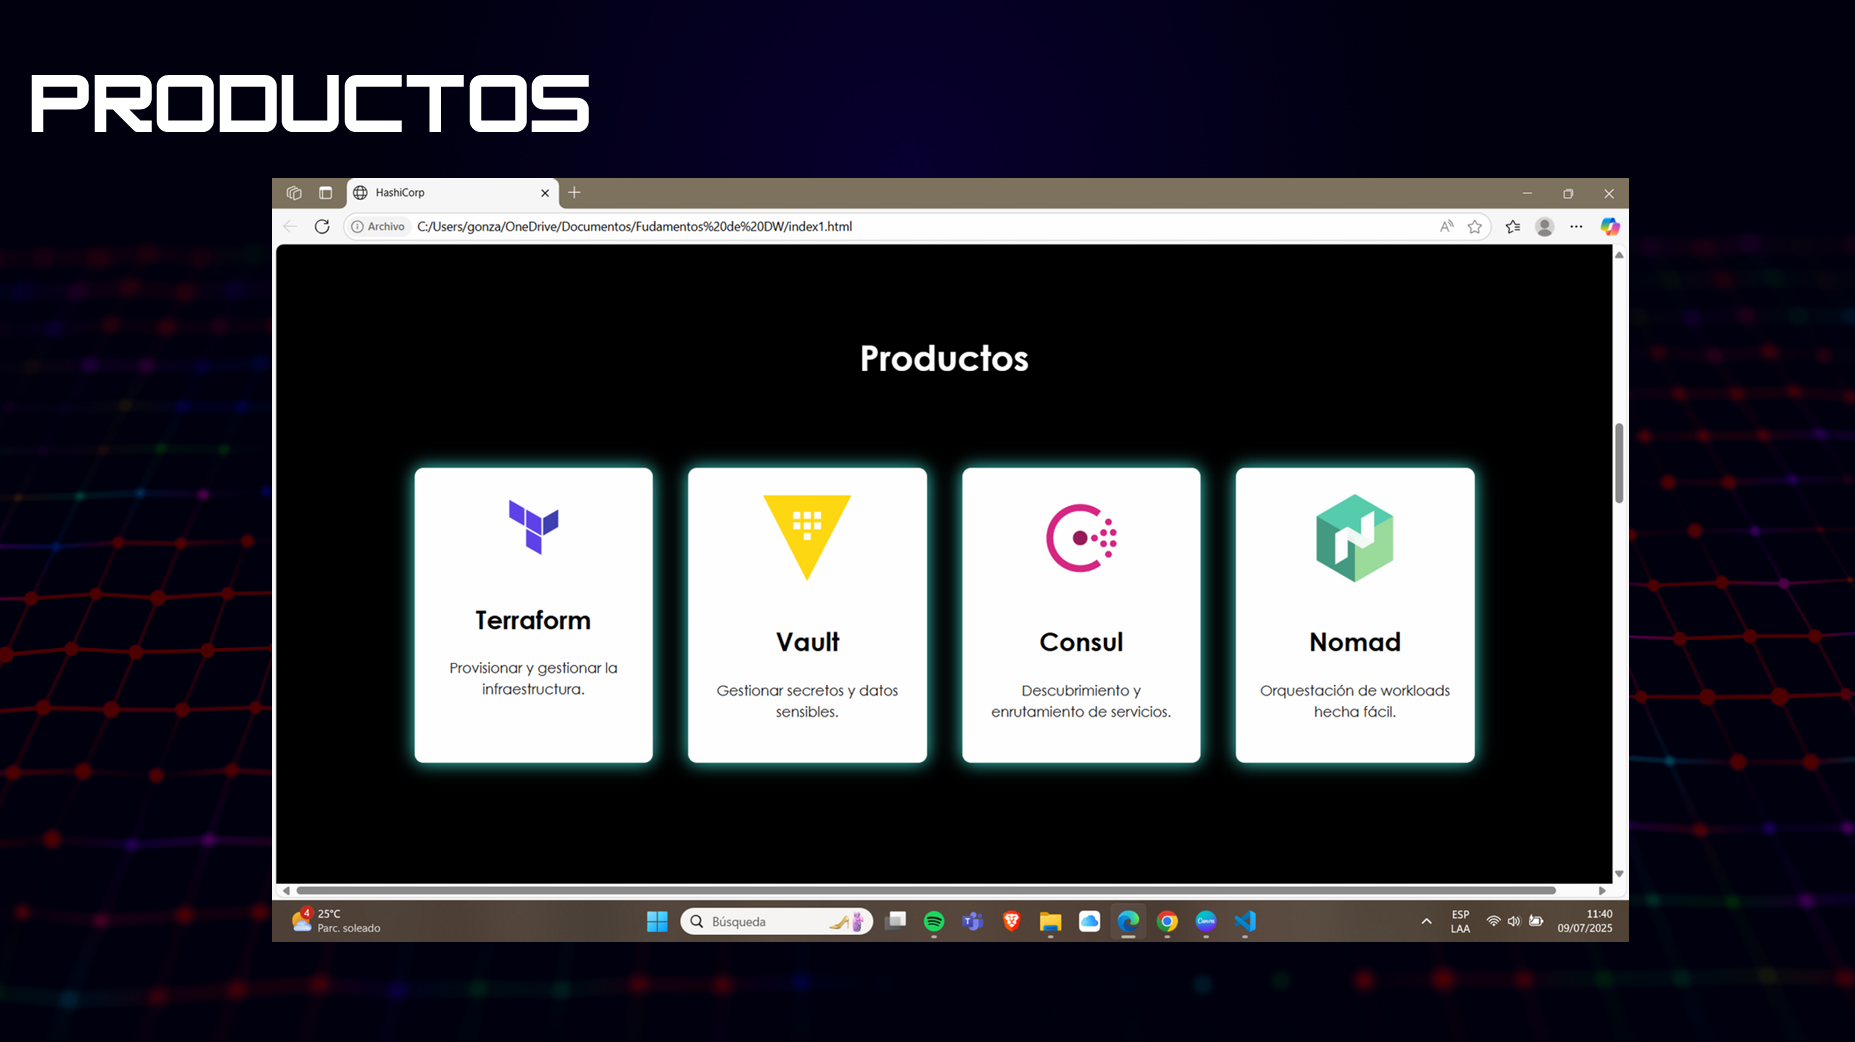 PRODUCTOS
HashiCorp
Archivo
C:/Users/gonza/OneDrive/Documentos/Fudamentos%20de%20DW/index1.html
Productos
Terraform
Provisionar y gestionar la
infraestructura.
Vault
Gestionar secretos y datos
sensibles.
Consul
Descubrimiento y
enrutamiento de servicios.
Nomad
Orquestación de workloads
hecha fácil.
4
25°C
Parc. soleado
Búsqueda
ESP
LAA
11:40
09/07/2025